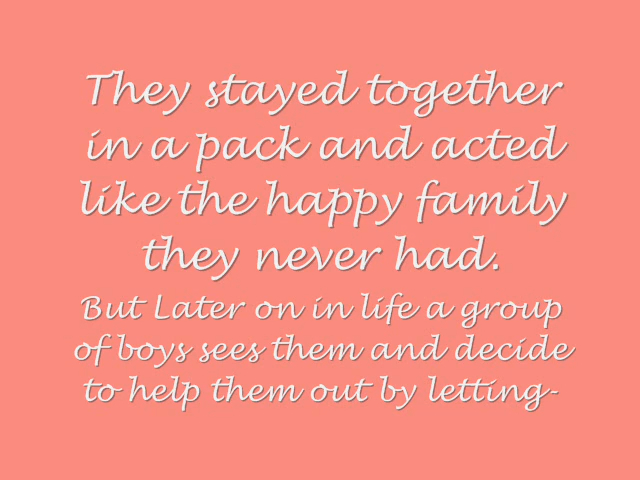 They stayed together
in a pack and acted
like the happy family
they never had.
But Later on in life a group
of boys sees them and decide
to help them out by letting-